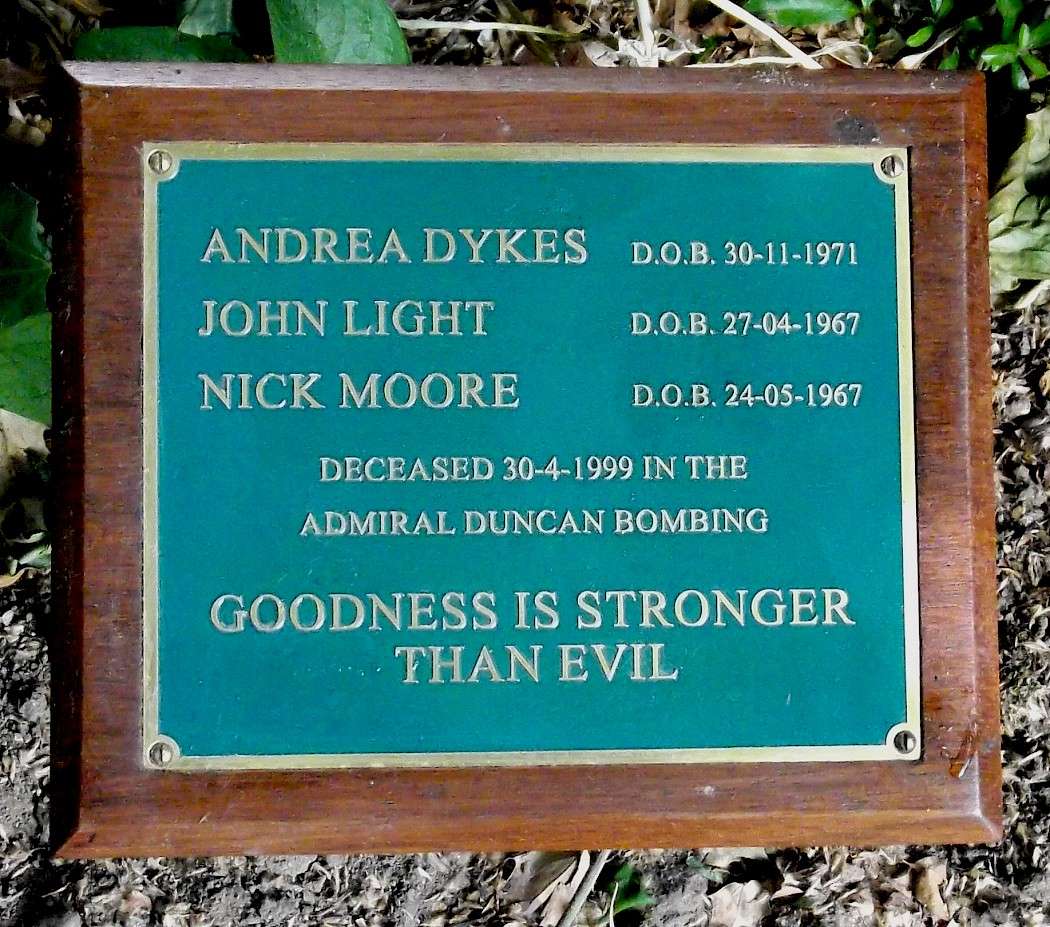 ANDREA DYKES D.O.B. 30-11-1971
JOHN LIGHT D.O.B. 27-04-1967
NICK MOORE D.O.B. 24-05-1967
DECEASED 30-4-1999 IN THE
ADMIRAL DUNCAN BOMBING
GOODNESS IS STRONGER
THAN EVIL